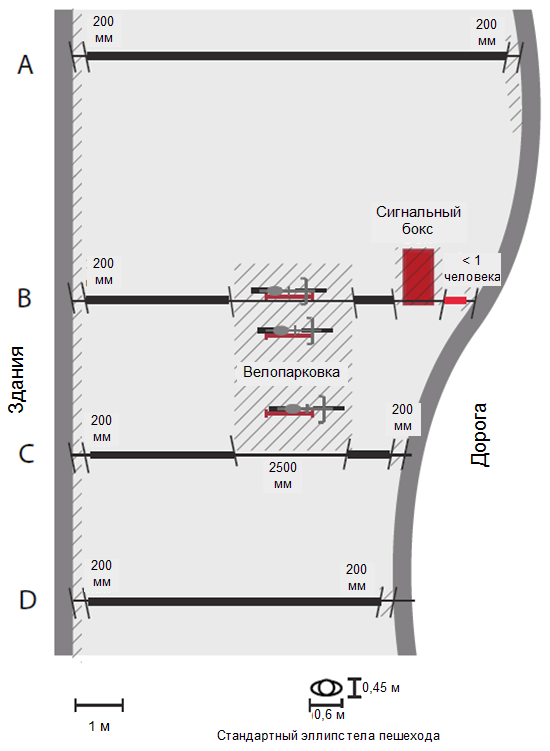 200
мм
200
мм
A
Сигнальный
бокс
200
мм
< 1
человека
B
Здания
Велопарковка
200
мм
200
мм
C
2500
мм
Дорога
200
мм
200
мм
D
1 м
0,6 м
0,45 м
Стандартный эллипс тела пешехода